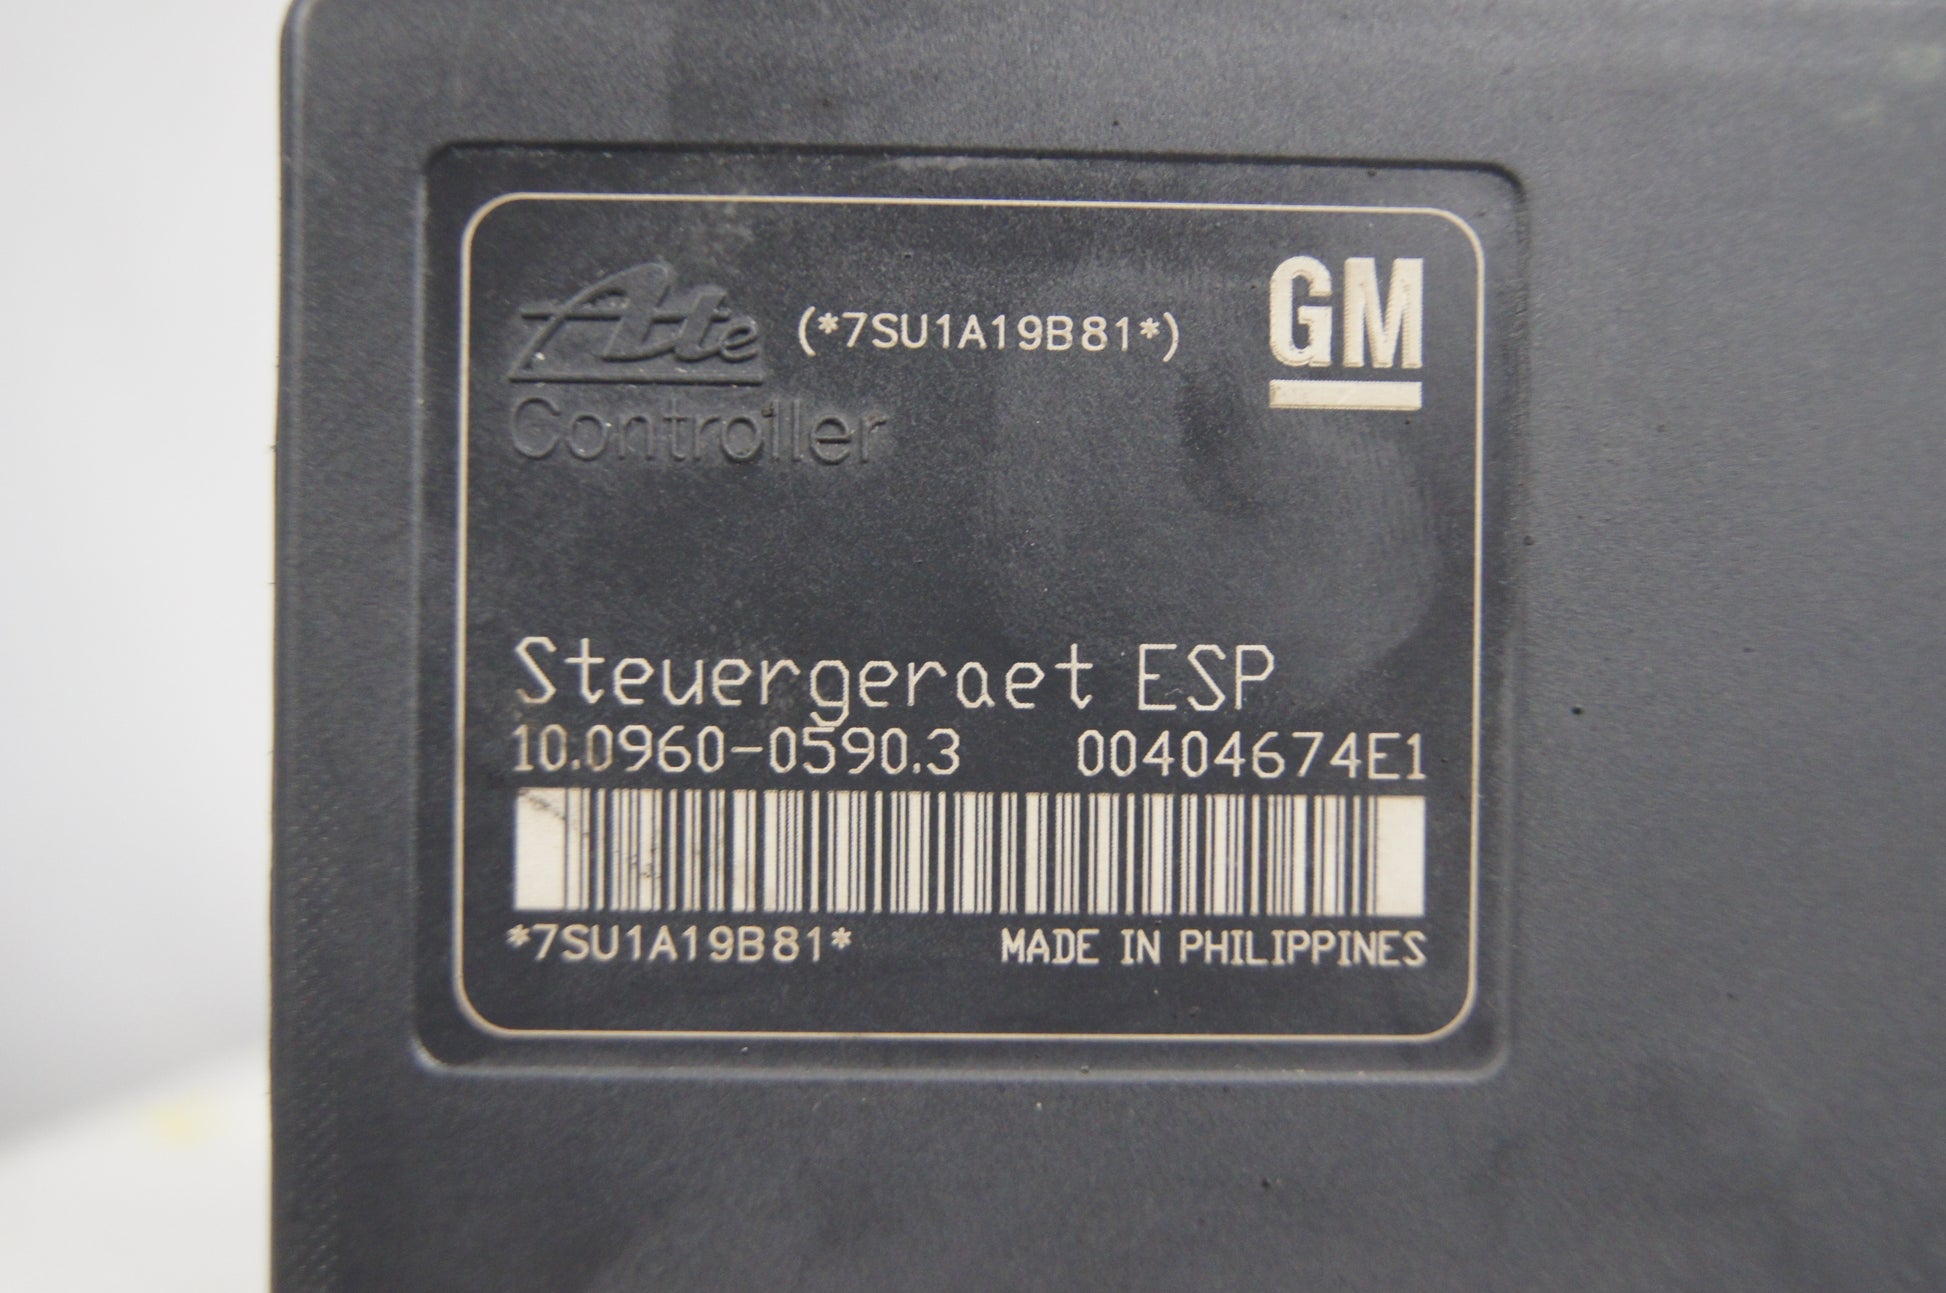 Ate (*7SU1A19B81*) GM
Controller
Steuergeraet ESP
10.0960-0590.3 00404674E1
*7SU1A19B81* MADE IN PHILIPPINES